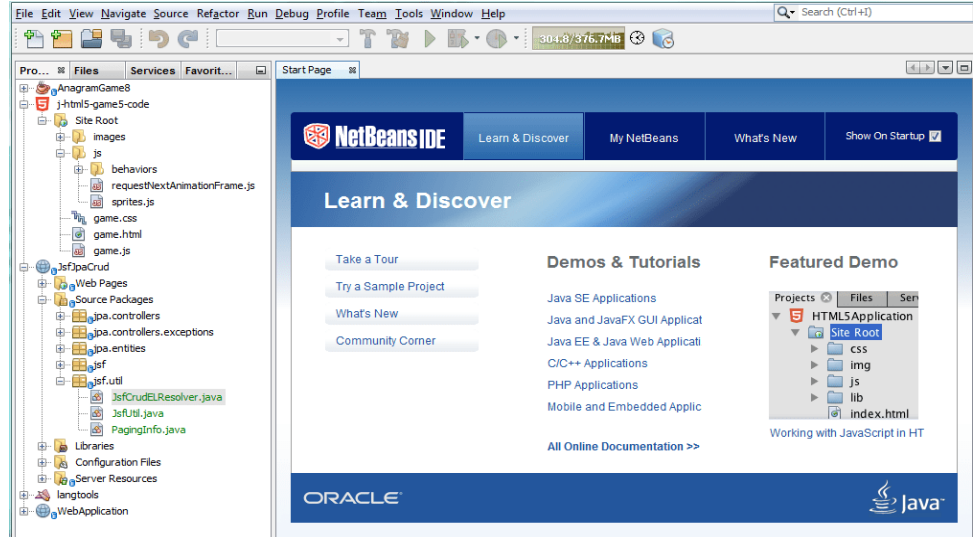 File Edit View Navigate Source Refactor Run Debug Profile Team Tools Window Help
Search (Ctrl+I)
304.8/376.7MB
Pro... Files Services Favorit...
Start Page
AnagramGame8
j-html5-game5-code
Site Root
images
js
behaviors
requestNextAnimationFrame.js
sprites.js
game.css
game.html
game.js
JsfJpaCrud
Web Pages
Source Packages
jpa.controllers
jpa.controllers.exceptions
jpa.entities
jsf
jsf.util
JsfCrudELResolver.java
JsfUtil.java
PagingInfo.java
Libraries
Configuration Files
Server Resources
langtools
WebApplication
NetBeans IDE
Learn & Discover
My NetBeans
What's New
Show On Startup
Learn & Discover
Take a Tour
Try a Sample Project
What's New
Community Corner
Demos & Tutorials
Java SE Applications
Java and JavaFX GUI Applicat
Java EE & Java Web Applicati
C/C++ Applications
PHP Applications
Mobile and Embedded Applic
All Online Documentation >>
Featured Demo
Projects Files Serv
HTML5Application
Site Root
css
img
js
lib
index.html
Working with JavaScript in HT
ORACLE
Java